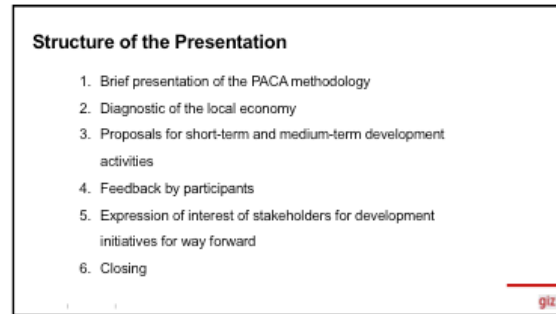 Structure of the Presentation
1. Brief presentation of the PACA methodology
2. Diagnostic of the local economy
3. Proposals for short-term and medium-term development
activities
4. Feedback by participants
5. Expression of interest of stakeholders for development
initiatives for way forward
6. Closing
giz